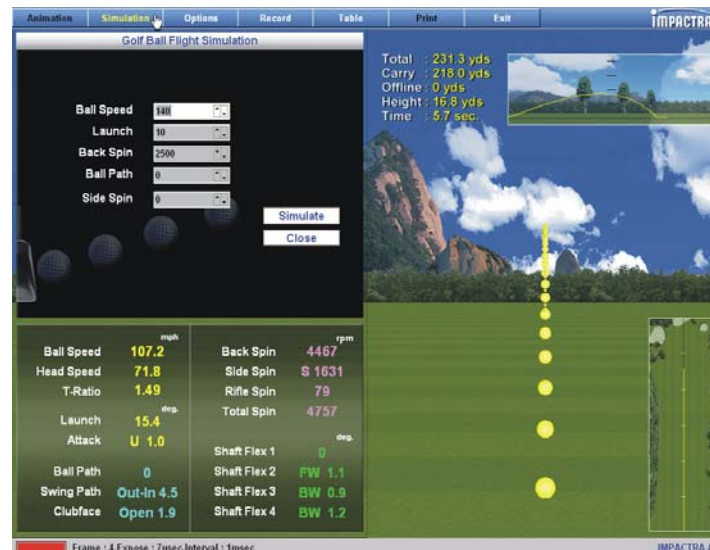 Animation Simulation Options Record Table Print Exit IMPACTRA
Golf Ball Flight Simulation
Ball Speed 140
Launch 10
Back Spin 2500
Ball Path 0
Side Spin 0
Simulate
Close
Total : 231.3 yds
Carry : 218.0 yds
Offline : 0 yds
Height : 16.8 yds
Time : 5.7 sec.
mph
Ball Speed 107.2
Head Speed 71.8
T-Ratio 1.49
deg.
Launch 15.4
Attack U 1.0
Ball Path 0
Swing Path Out-In 4.5
Clubface Open 1.9
rpm
Back Spin 4467
Side Spin S 1631
Rifle Spin 79
Total Spin 4757
deg.
Shaft Flex 1 0
Shaft Flex 2 FW 1.1
Shaft Flex 3 BW 0.9
Shaft Flex 4 BW 1.2
Frame : 4 Expose : 7usec Interval : 1msec
IMPACTRA